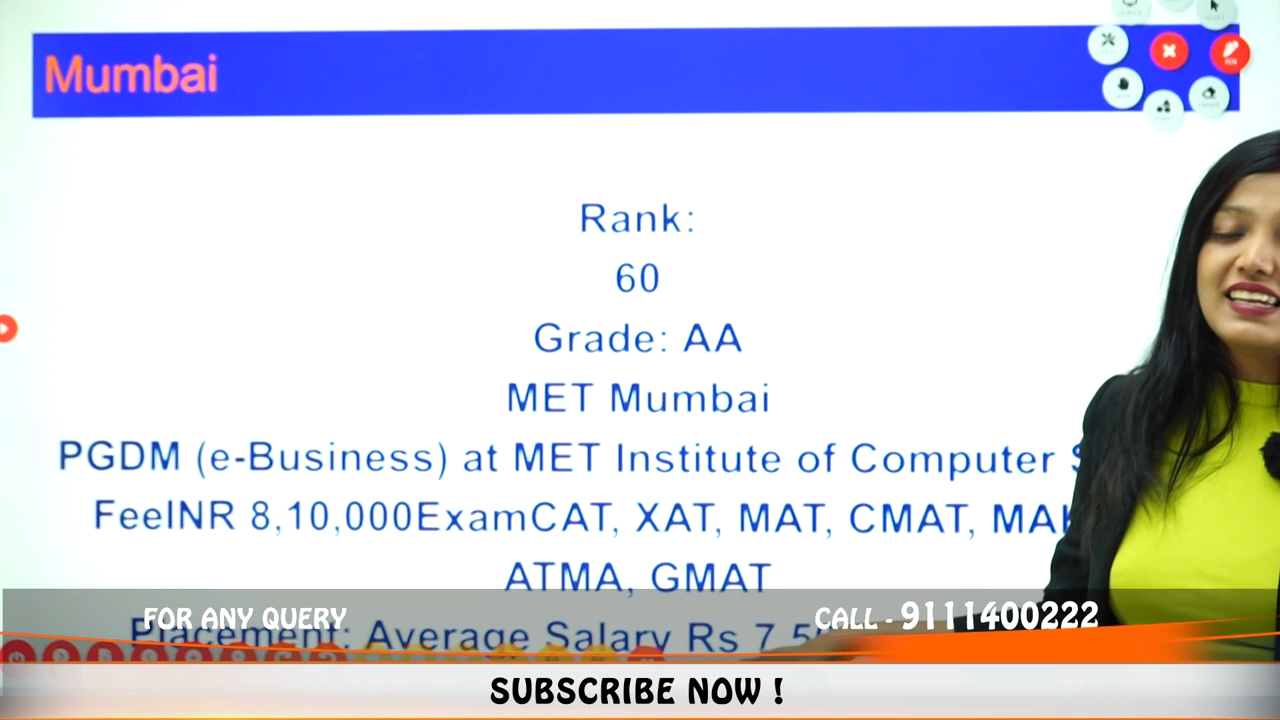 Mumbai
Rank:
60
Grade: AA
MET Mumbai
PGDM (e-Business) at MET Institute of Computer
FeeINR 8,10,000ExamCAT, XAT, MAT, CMAT,
ATMA, GMAT
Placement: Average Salary Rs
FOR ANY QUERY
CALL - 9111400222
SUBSCRIBE NOW !